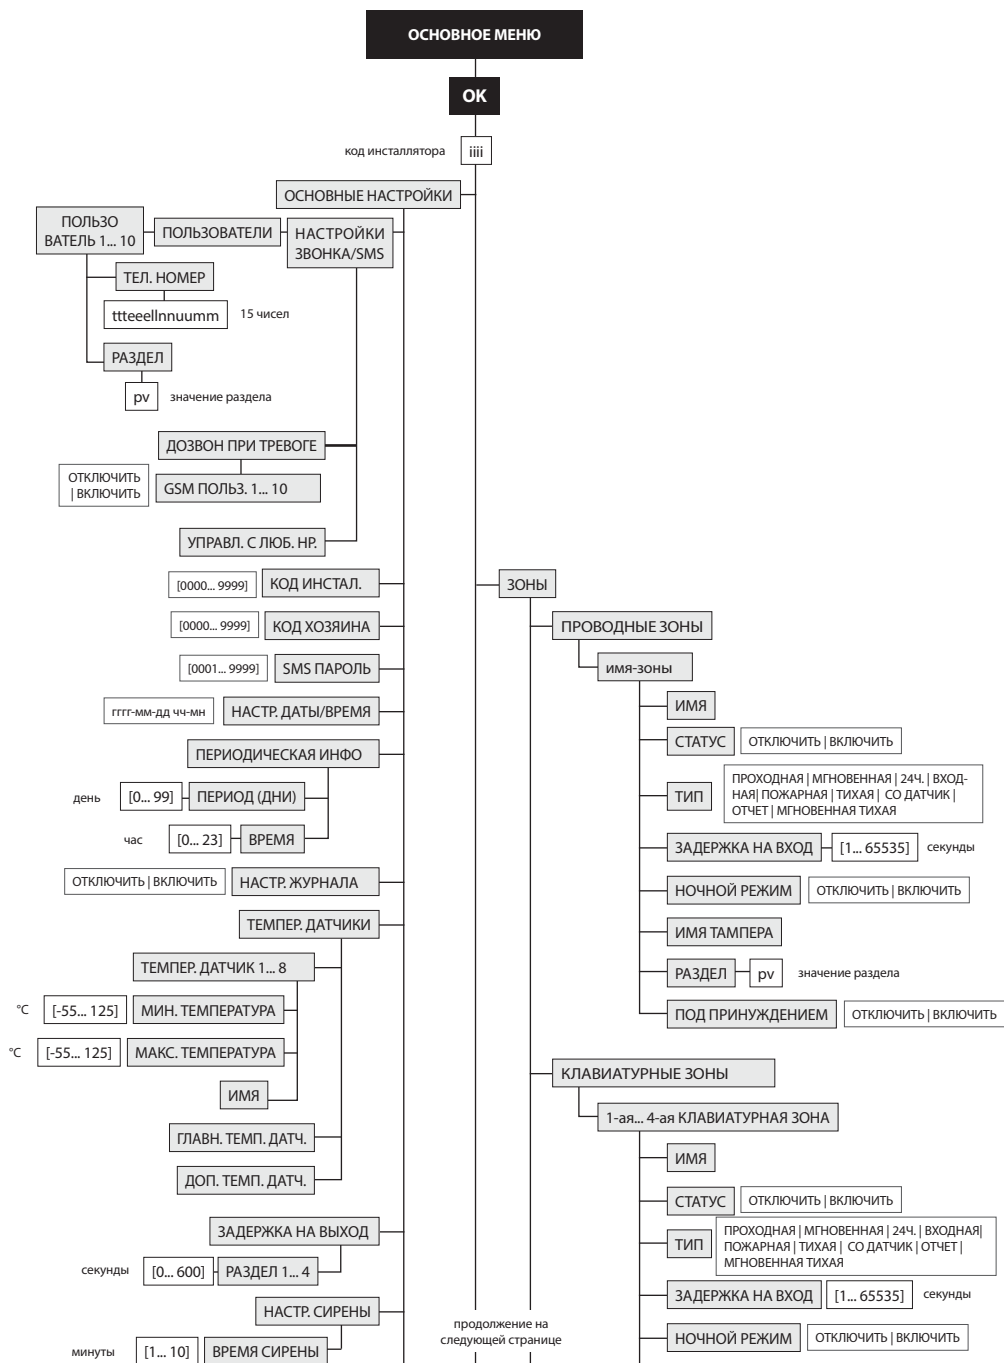 ОСНОВНОЕ МЕНЮ
OK
код инсталлятора
iiii
ОСНОВНЫЕ НАСТРОЙКИ
ПОЛЬЗО
ВАТЕЛЬ 1... 10
ПОЛЬЗОВАТЕЛИ
НАСТРОЙКИ
ЗВОНКА/SMS
ТЕЛ. НОМЕР
ttteeellnnuumm
15 чисел
РАЗДЕЛ
pv
значение раздела
ДОЗВОН ПРИ ТРЕВОГЕ
ОТКЛЮЧИТЬ
| ВКЛЮЧИТЬ
GSM ПОЛЬЗ. 1... 10
УПРАВЛ. С ЛЮБ. НР.
[0000... 9999]
КОД ИНСТАЛ.
[0000... 9999]
КОД ХОЗЯИНА
[0001... 9999]
SMS ПАРОЛЬ
гггг-мм-дд чч-мн
НАСТР. ДАТЫ/ВРЕМЯ
ПЕРИОДИЧЕСКАЯ ИНФО
день
[0... 99]
ПЕРИОД (ДНИ)
час
[0... 23]
ВРЕМЯ
ОТКЛЮЧИТЬ | ВКЛЮЧИТЬ
НАСТР. ЖУРНАЛА
ТЕМПЕР. ДАТЧИКИ
ТЕМПЕР. ДАТЧИК 1... 8
°C
[-55... 125]
МИН. ТЕМПЕРАТУРА
°C
[-55... 125]
МАКС. ТЕМПЕРАТУРА
ИМЯ
ГЛАВН. ТЕМП. ДАТЧ.
ДОП. ТЕМП. ДАТЧ.
ЗАДЕРЖКА НА ВЫХОД
секунды
[0... 600]
РАЗДЕЛ 1... 4
НАСТР. СИРЕНЫ
минуты
[1... 10]
ВРЕМЯ СИРЕНЫ
ЗОНЫ
ПРОВОДНЫЕ ЗОНЫ
имя-зоны
ИМЯ
СТАТУС
ОТКЛЮЧИТЬ | ВКЛЮЧИТЬ
ТИП
ПРОХОДНАЯ | МГНОВЕННАЯ | 24Ч. | ВХОД-
НАЯ| ПОЖАРНАЯ | ТИХАЯ | СО ДАТЧИК |
ОТЧЕТ | МГНОВЕННАЯ ТИХАЯ
ЗАДЕРЖКА НА ВХОД
[1... 65535]
секунды
НОЧНОЙ РЕЖИМ
ОТКЛЮЧИТЬ | ВКЛЮЧИТЬ
ИМЯ ТАМПЕРА
РАЗДЕЛ
pv
значение раздела
ПОД ПРИНУЖДЕНИЕМ
ОТКЛЮЧИТЬ | ВКЛЮЧИТЬ
КЛАВИАТУРНЫЕ ЗОНЫ
1-ая... 4-ая КЛАВИАТУРНАЯ ЗОНА
ИМЯ
СТАТУС
ОТКЛЮЧИТЬ | ВКЛЮЧИТЬ
ТИП
ПРОХОДНАЯ | МГНОВЕННАЯ | 24Ч. | ВХОДНАЯ|
ПОЖАРНАЯ | ТИХАЯ | СО ДАТЧИК | ОТЧЕТ |
МГНОВЕННАЯ ТИХАЯ
ЗАДЕРЖКА НА ВХОД
[1... 65535]
секунды
НОЧНОЙ РЕЖИМ
ОТКЛЮЧИТЬ | ВКЛЮЧИТЬ
продолжение на
следующей странице